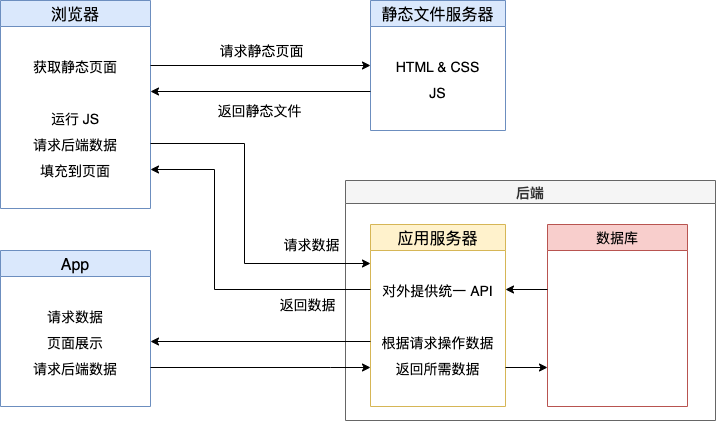 浏览器
获取静态页面
运行 JS
请求后端数据
填充到页面
请求静态页面
返回静态文件
静态文件服务器
HTML & CSS
JS
请求数据
返回数据
App
请求数据
页面展示
请求后端数据
后端
应用服务器
对外提供统一 API
根据请求操作数据
返回所需数据
数据库